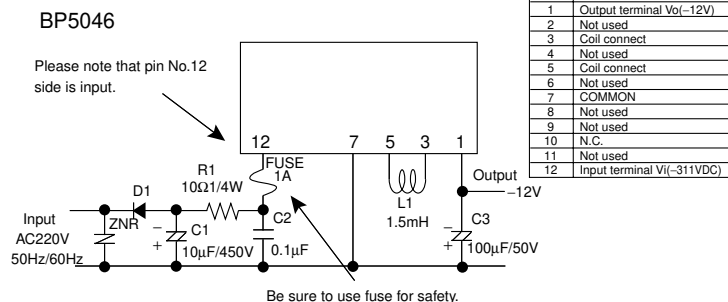 BP5046
Please note that pin No.12
side is input.
1 Output terminal Vo(−12V)
2 Not used
3 Coil connect
4 Not used
5 Coil connect
6 Not used
7 COMMON
8 Not used
9 Not used
10 N.C.
11 Not used
12 Input terminal Vi(−311VDC)
12 7 5 3 1
FUSE
1A
R1
10Ω1/4W
D1
Input
AC220V
50Hz/60Hz
ZNR
− +
C1
10μF/450V
C2
0.1μF
L1
1.5mH
Output
−12V
− +
C3
100μF/50V
Be sure to use fuse for safety.